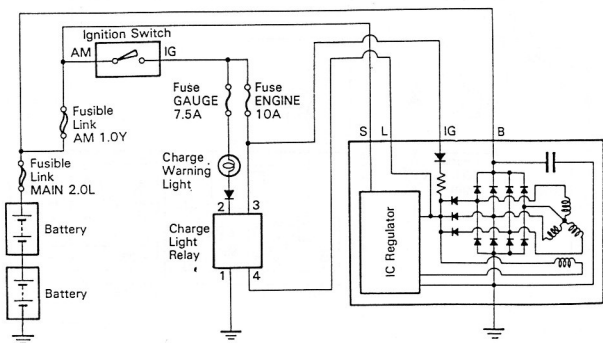 Ignition Switch
AM
IG
Fusible
Link
AM 1.0Y
Fusible
Link
MAIN 2.0L
Battery
Battery
Fuse
GAUGE
7.5A
Fuse
ENGINE
10A
Charge
Warning
Light
2
3
Charge
Light
Relay
1
4
S
L
IG
B
IC Regulator